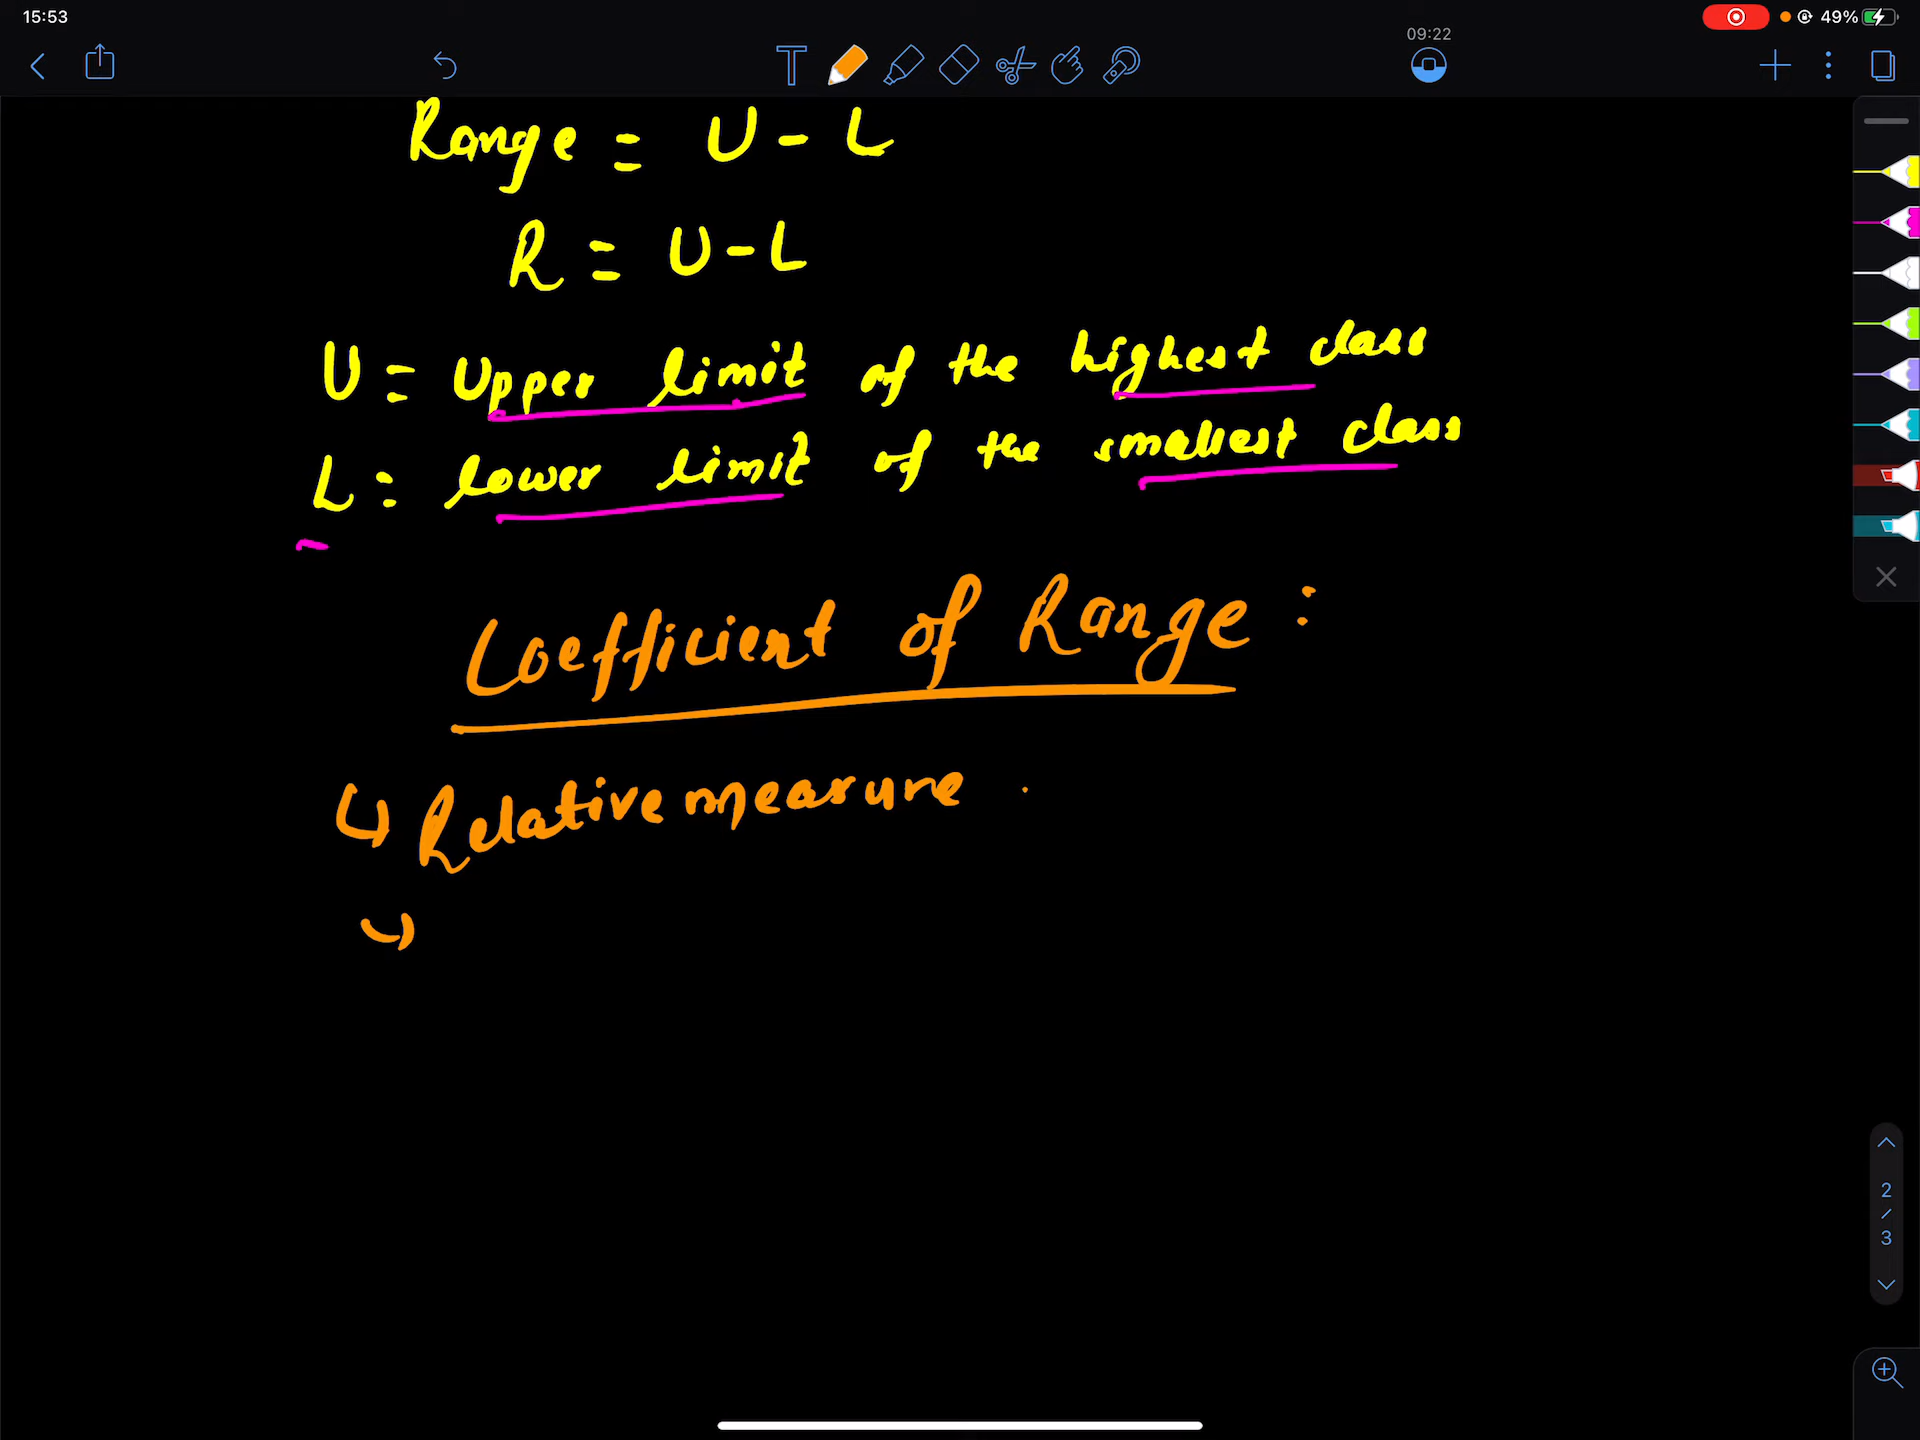 15:53
49%
09:22
Range = U - L
R = U - L
U = Upper limit of the highest class
L = lower limit of the smallest class
Coefficient of Range :
↳ Relative measure .
↳
2
/
3